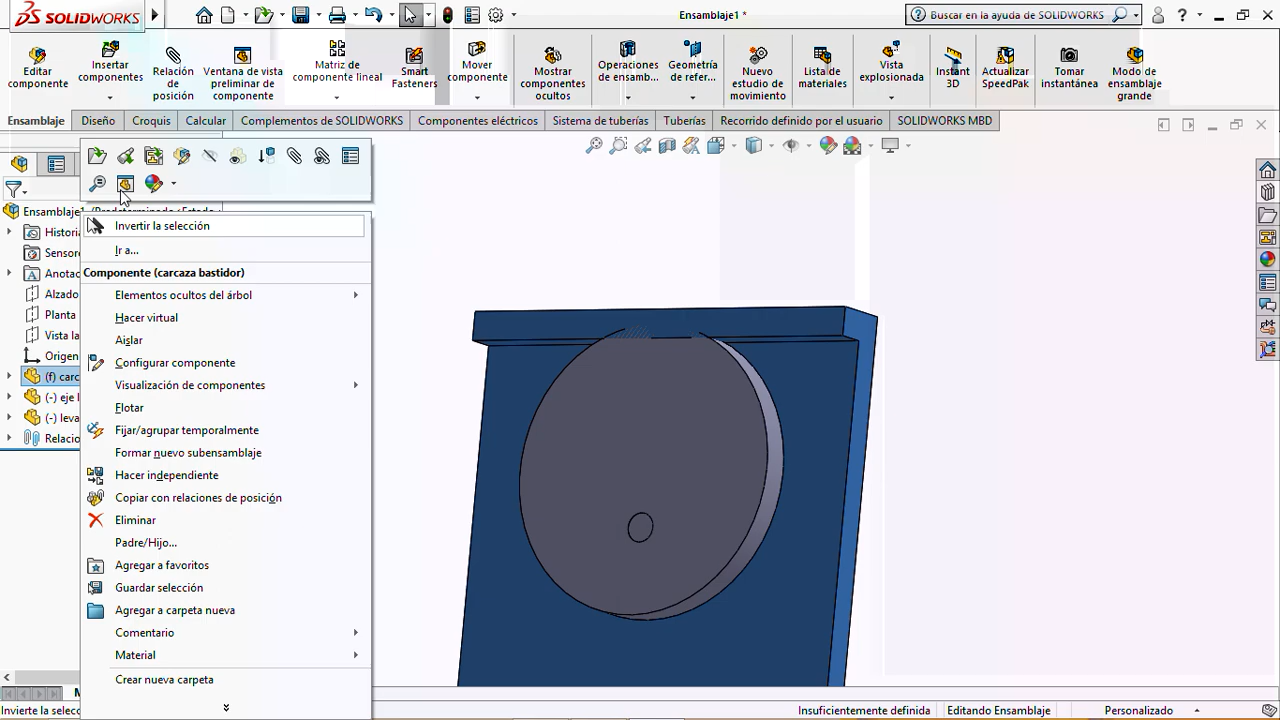 SOLIDWORKS
Ensamblaje1 *
Buscar en la ayuda de SOLIDWORKS
Editar componente
Insertar componentes
Relación de posición
Ventana de vista preliminar de componente
Matriz de componente lineal
Smart Fasteners
Mover componente
Mostrar componentes ocultos
Operaciones de ensamb...
Geometría de refer...
Nuevo estudio de movimiento
Lista de materiales
Vista explosionada
Instant 3D
Actualizar SpeedPak
Tomar instantánea
Modo de ensamblaje grande
Ensamblaje
Diseño
Croquis
Calcular
Complementos de SOLIDWORKS
Componentes eléctricos
Sistema de tuberías
Tuberías
Recorrido definido por el usuario
SOLIDWORKS MBD
Ensamblaje1 (Predeterminado<Estado
Histori
Sensore
Anotac
Alzado
Planta
Vista la
Origen
(f) carc
(-) eje l
(-) leva
Relacio
Invertir la selección
Ir a...
Componente (carcaza bastidor)
Elementos ocultos del árbol
Hacer virtual
Aislar
Configurar componente
Visualización de componentes
Flotar
Fijar/agrupar temporalmente
Formar nuevo subensamblaje
Hacer independiente
Copiar con relaciones de posición
Eliminar
Padre/Hijo...
Agregar a favoritos
Guardar selección
Agregar a carpeta nueva
Comentario
Material
Crear nueva carpeta
Invierte la selecc
Insuficientemente definida
Editando Ensamblaje
Personalizado